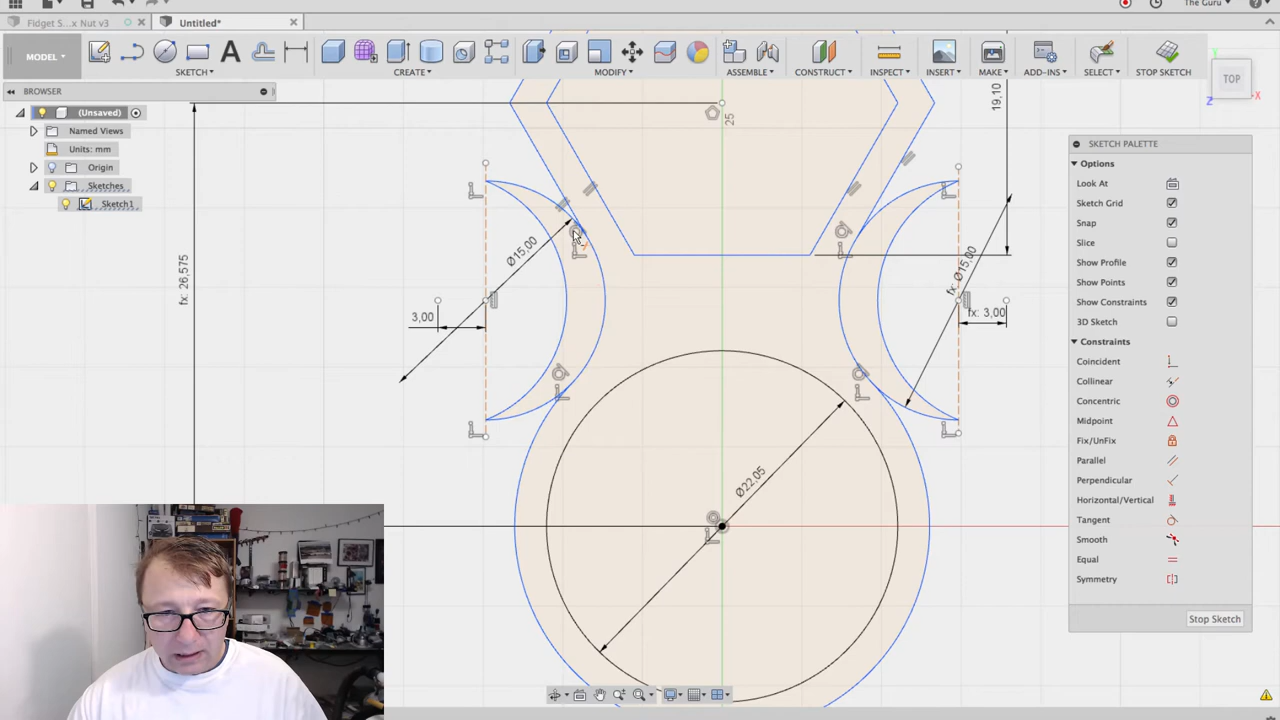 The Guru
Fidget S...x Nut v3
Untitled*
MODEL
SKETCH
CREATE
MODIFY
ASSEMBLE
CONSTRUCT
INSPECT
INSERT
MAKE
ADD-INS
SELECT
STOP SKETCH
TOP
Z
X
BROWSER
(Unsaved)
Named Views
Units: mm
Origin
Sketches
Sketch1
25
19,10
fx: 26,575
Ø15,00
fx: Ø15,00
3,00
fx: 3,00
Ø22,05
SKETCH PALETTE
Options
Look At
Sketch Grid
Snap
Slice
Show Profile
Show Points
Show Constraints
3D Sketch
Constraints
Coincident
Collinear
Concentric
Midpoint
Fix/UnFix
Parallel
Perpendicular
Horizontal/Vertical
Tangent
Smooth
Equal
Symmetry
Stop Sketch